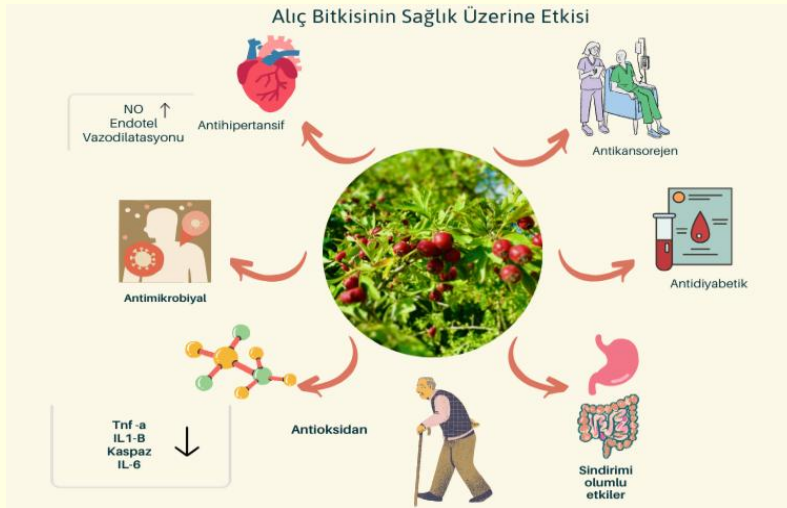 Alıç Bitkisinin Sağlık Üzerine Etkisi
NO ↑
Endotel
Vazodilatasyonu
Antihipertansif
Antikansorejen
Antimikrobiyal
Antidiyabetik
Tnf -a
IL1-B
Kaspaz
IL-6
↓
Antioksidan
Sindirimi
olumlu
etkiler